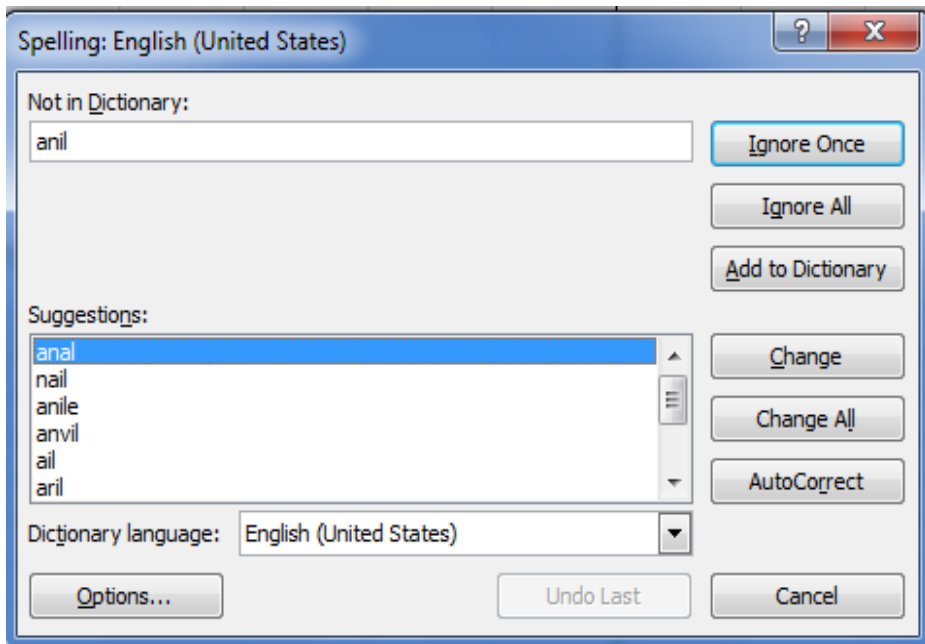 Spelling: English (United States)
? X
Not in Dictionary:
anil
Ignore Once
Ignore All
Add to Dictionary
Suggestions:
anal
nail
anile
anvil
ail
aril
Change
Change All
AutoCorrect
Dictionary language: English (United States)
Options... Undo Last Cancel